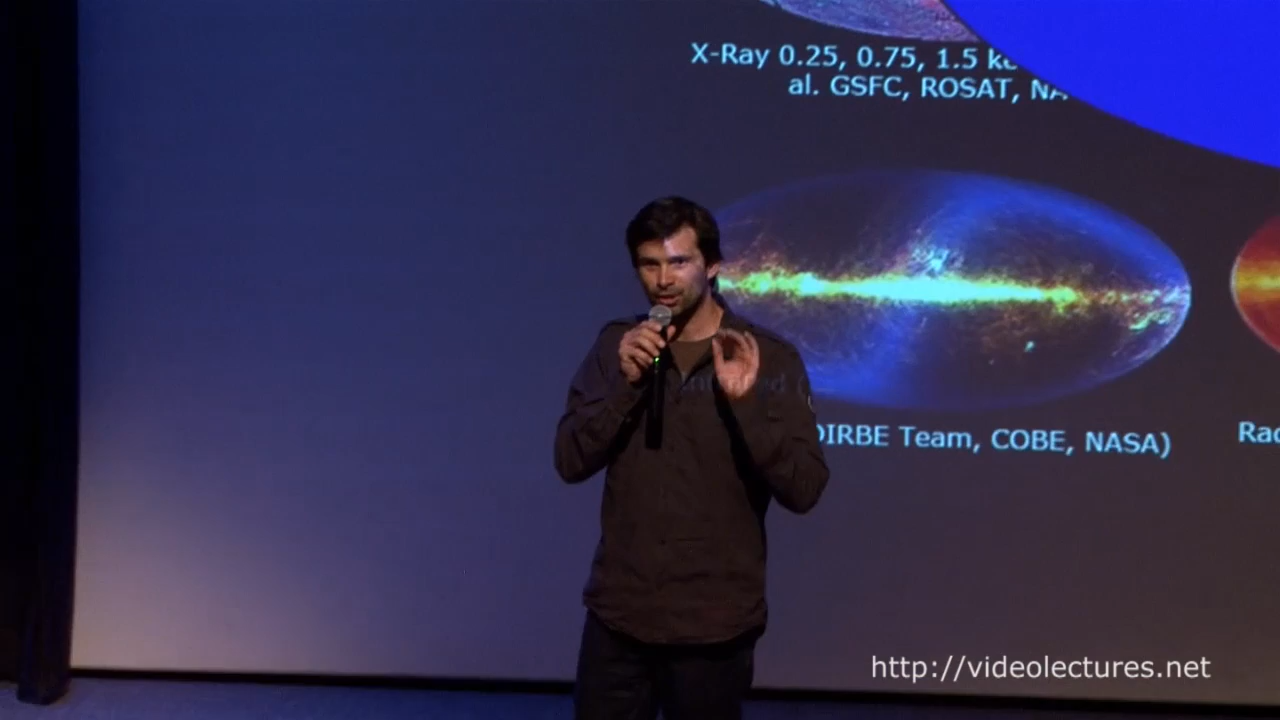 X-Ray 0.25, 0.75, 1.5
al. GSFC, ROSAT,
DIRBE Team, COBE, NASA)
http://videolectures.net